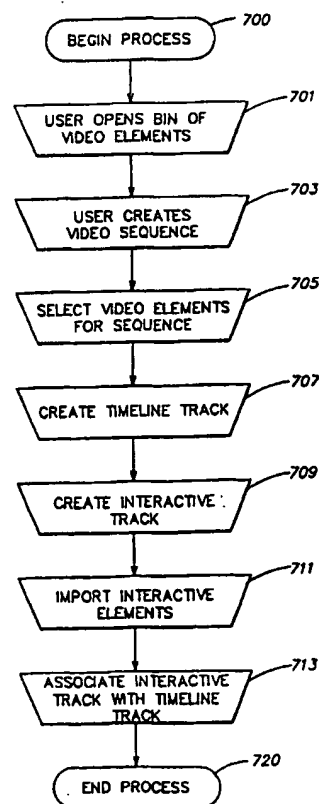 700
BEGIN PROCESS
701
USER OPENS BIN OF
VIDEO ELEMENTS
703
USER CREATES
VIDEO SEQUENCE
705
SELECT VIDEO ELEMENTS
FOR SEQUENCE
707
CREATE TIMELINE TRACK
709
CREATE INTERACTIVE
TRACK
711
IMPORT INTERACTIVE
ELEMENTS
713
ASSOCIATE INTERACTIVE
TRACK WITH TIMELINE
TRACK
720
END PROCESS